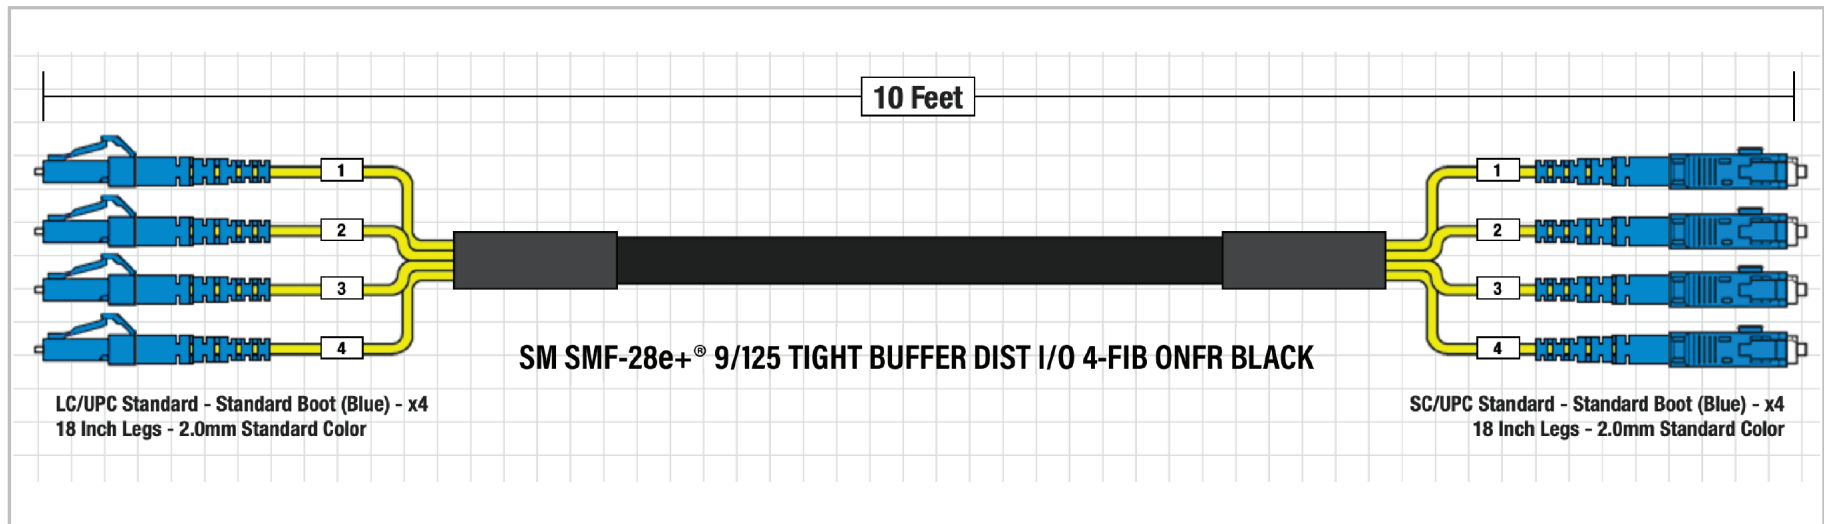 10 Feet
1
1
2
2
3
3
4
4
SM SMF-28e+® 9/125 TIGHT BUFFER DIST I/O 4-FIB ONFR BLACK
LC/UPC Standard - Standard Boot (Blue) - x4
18 Inch Legs - 2.0mm Standard Color
SC/UPC Standard - Standard Boot (Blue) - x4
18 Inch Legs - 2.0mm Standard Color